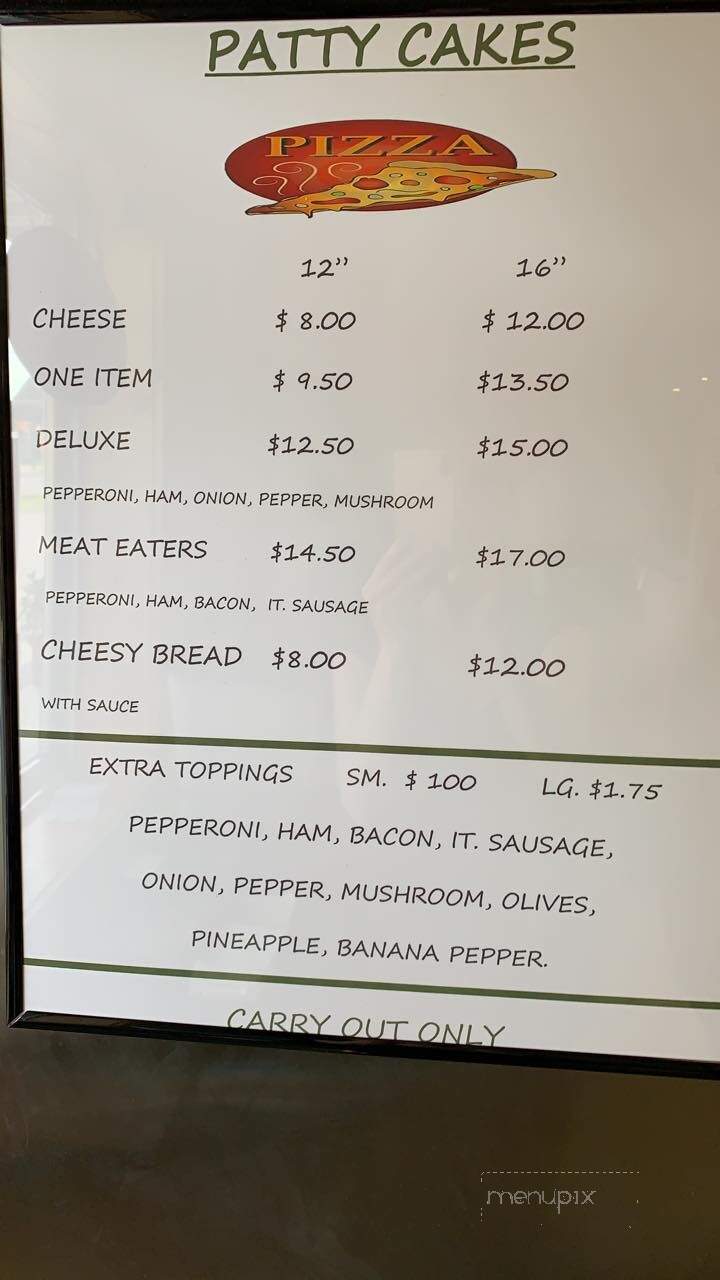 PATTY CAKES
PIZZA
12” 16”
CHEESE $ 8.00 $ 12.00
ONE ITEM $ 9.50 $13.50
DELUXE $12.50 $15.00
PEPPERONI, HAM, ONION, PEPPER, MUSHROOM
MEAT EATERS $14.50 $17.00
PEPPERONI, HAM, BACON, IT. SAUSAGE
CHEESY BREAD $8.00 $12.00
WITH SAUCE
EXTRA TOPPINGS SM. $ 100 LG. $1.75
PEPPERONI, HAM, BACON, IT. SAUSAGE,
ONION, PEPPER, MUSHROOM, OLIVES,
PINEAPPLE, BANANA PEPPER.
CARRY OUT ONLY
menupix